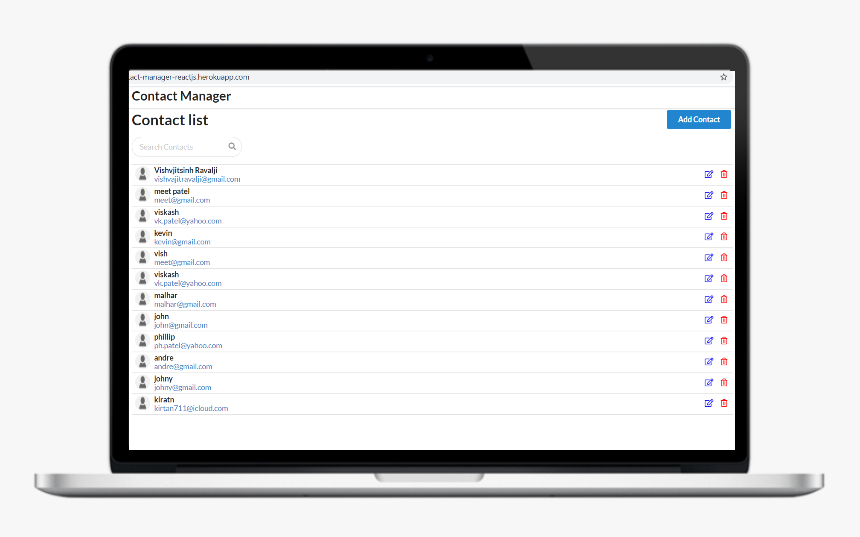 .act-manager-reactjs.herokuapp.com
Contact Manager
Contact list
Add Contact
Search Contacts
Vishvjitsinh Ravalji
vishvajitravalji@gmail.com
meet patel
meet@gmail.com
viskash
vk.patel@yahoo.com
kevin
kevin@gmail.com
vish
meet@gmail.com
viskash
vk.patel@yahoo.com
malhar
malhar@gmail.com
john
john@gmail.com
phillip
ph.patel@yahoo.com
andre
andre@gmail.com
johny
johny@gmail.com
kiratn
kirtan711@icloud.com